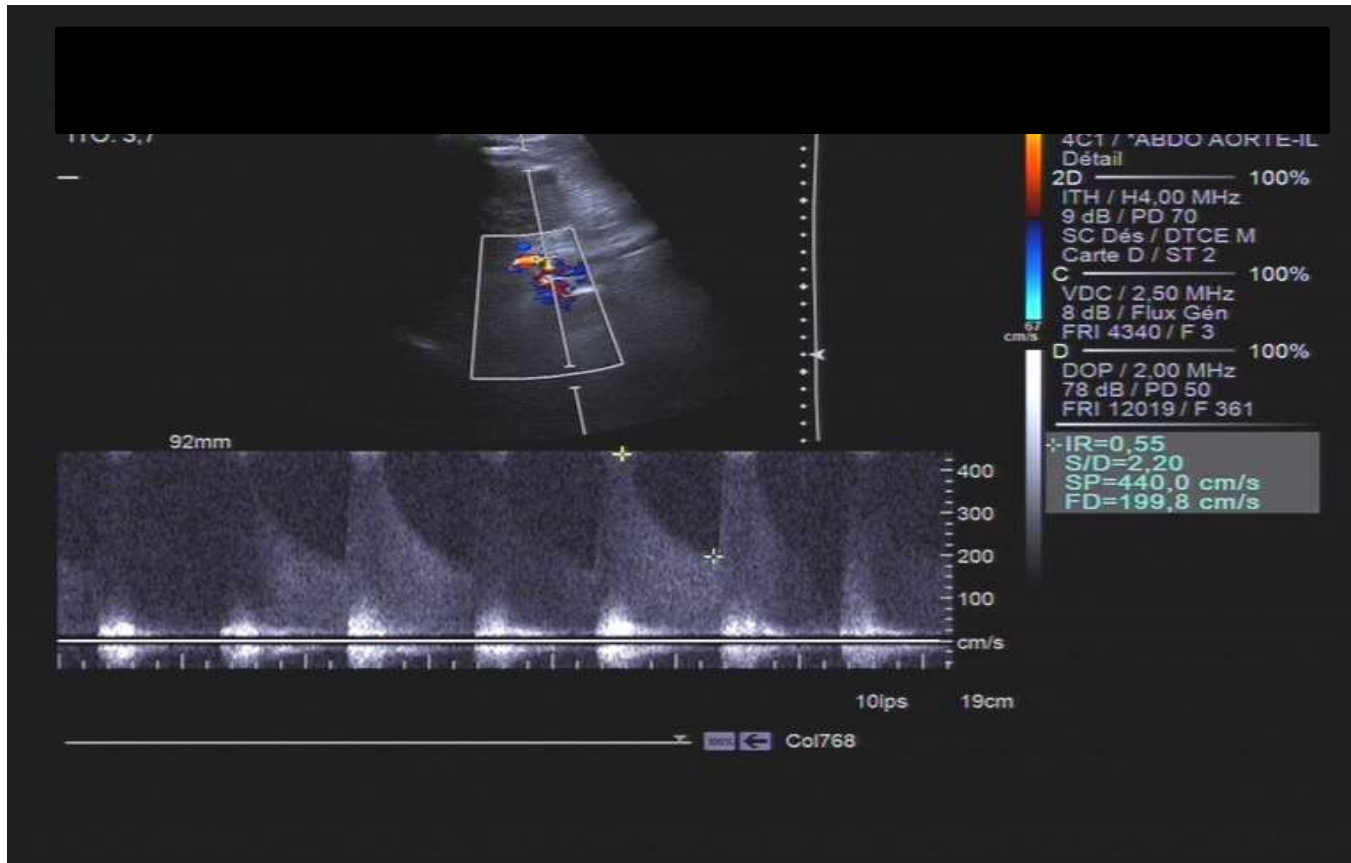 4C1 / *ABDO AORTE-IL
Détail
2D 100%
ITH / H4,00 MHz
9 dB / PD 70
SC Dés / DTCE M
Carte D / ST 2
C 100%
VDC / 2,50 MHz
8 dB / Flux Gén
FRI 4340 / F 3
67
cm/s
D 100%
DOP / 2,00 MHz
78 dB / PD 50
FRI 12019 / F 361
IR=0,55
S/D=2,20
SP=440,0 cm/s
FD=199,8 cm/s
92mm
400
300
200
100
cm/s
10ips 19cm
100% Col768